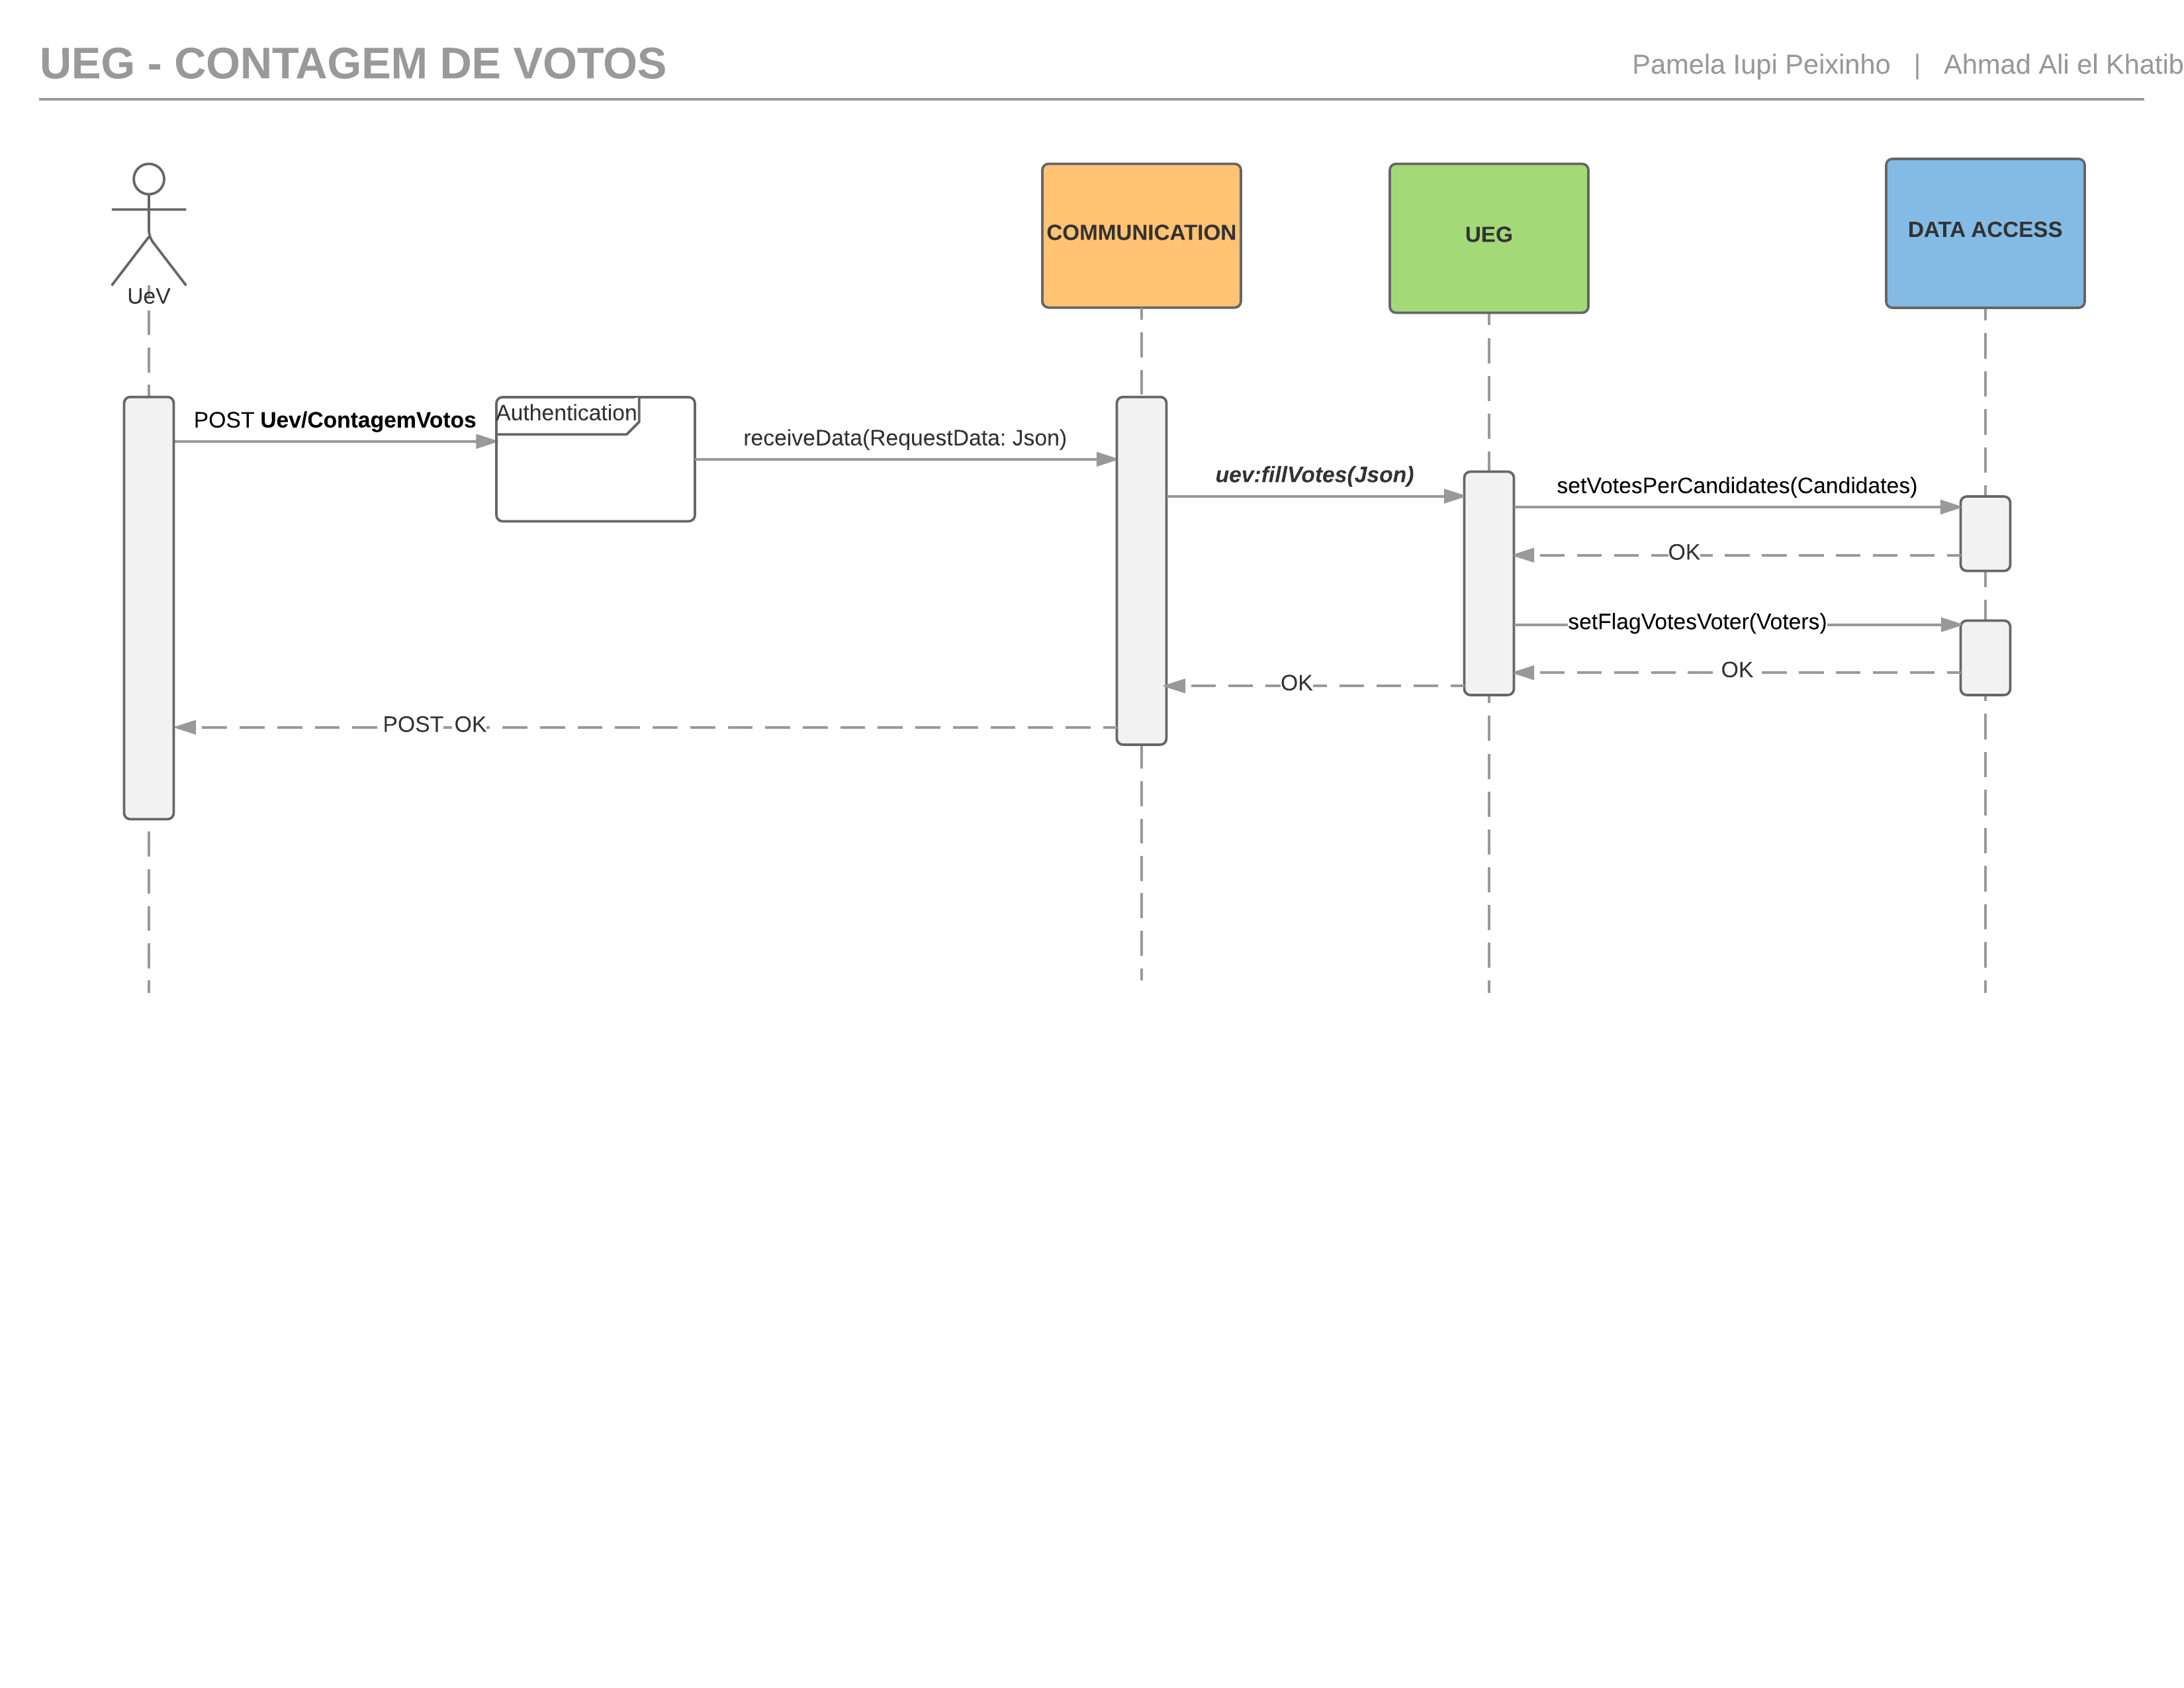 UEG - CONTAGEM DE VOTOS
Pamela Iupi Peixinho | Ahmad Ali el Khatib
UeV
COMMUNICATION
UEG
DATA ACCESS
POST Uev/ContagemVotos
Authentication
receiveData(RequestData: Json)
uev:fillVotes(Json)
setVotesPerCandidates(Candidates)
OK
setFlagVotesVoter(Voters)
OK
OK
POST OK